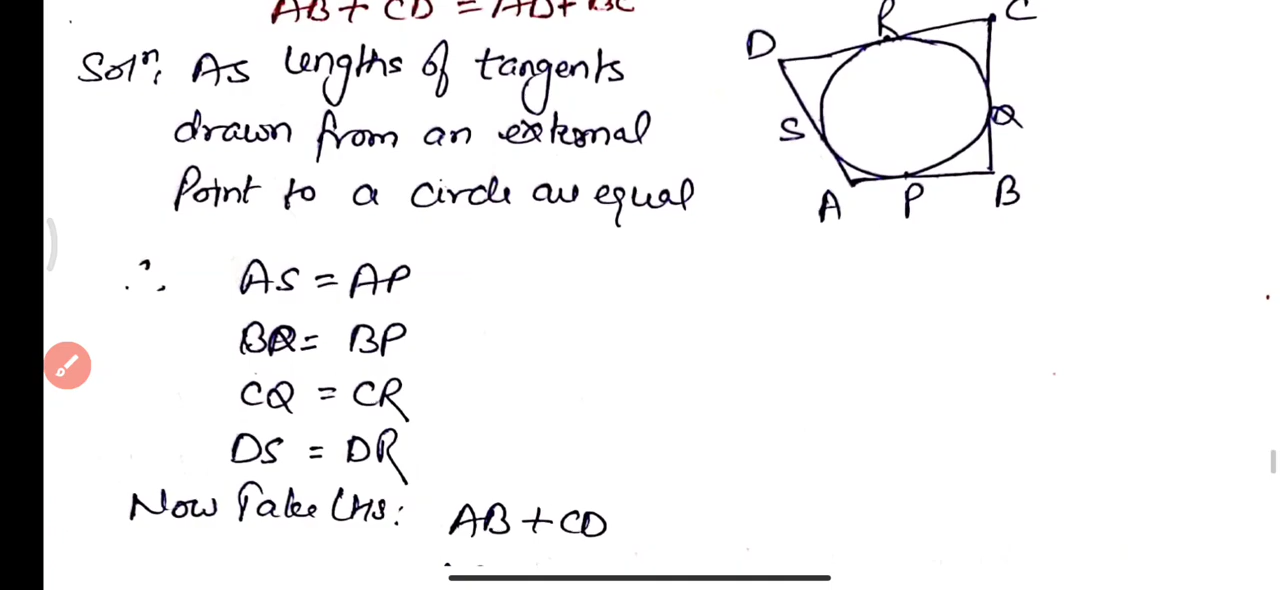 AB + CD = AD + BC
Solⁿ: As lengths of tangents
drawn from an external
Point to a circle are equal
∴ AS = AP
BQ = BP
CQ = CR
DS = DR
Now Take LHS: AB + CD
D
R
C
S
Q
A
P
B